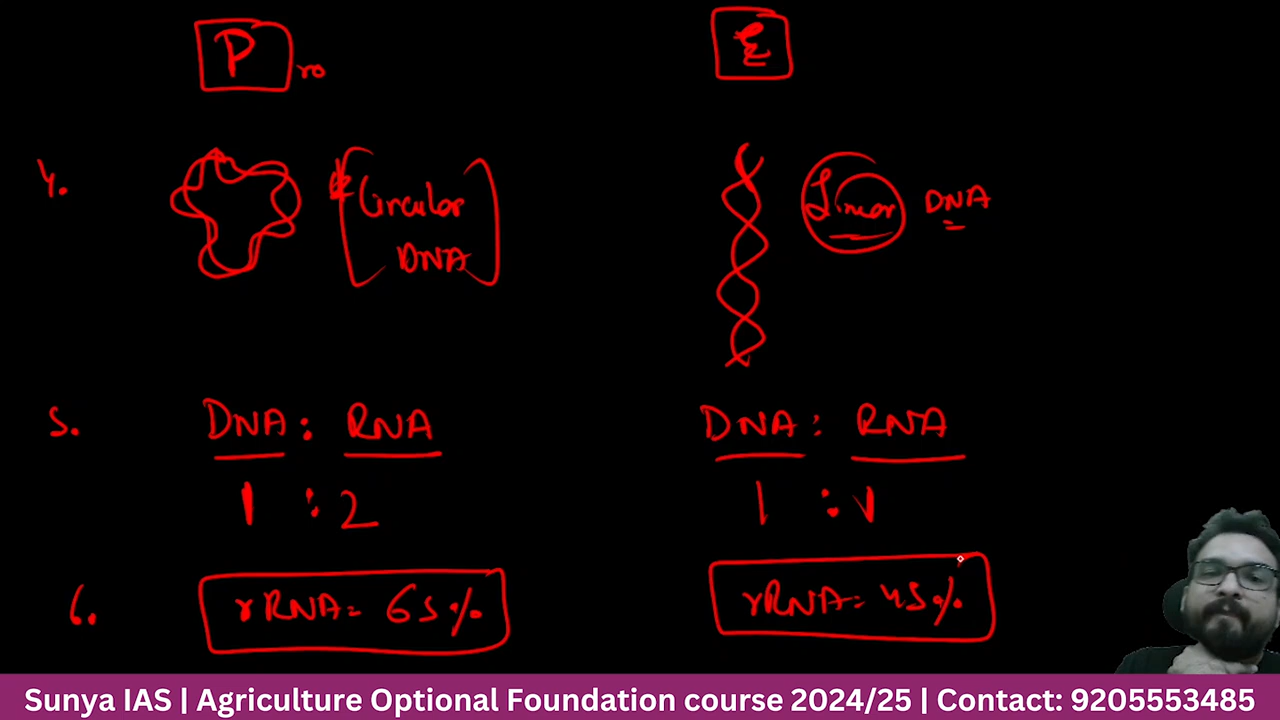 P ro E
4. Circular Linear DNA
DNA
5. DNA : RNA DNA : RNA
1 : 2 1 : 1
6. rRNA = 65% rRNA = 45%
Sunya IAS | Agriculture Optional Foundation course 2024/25 | Contact: 9205553485